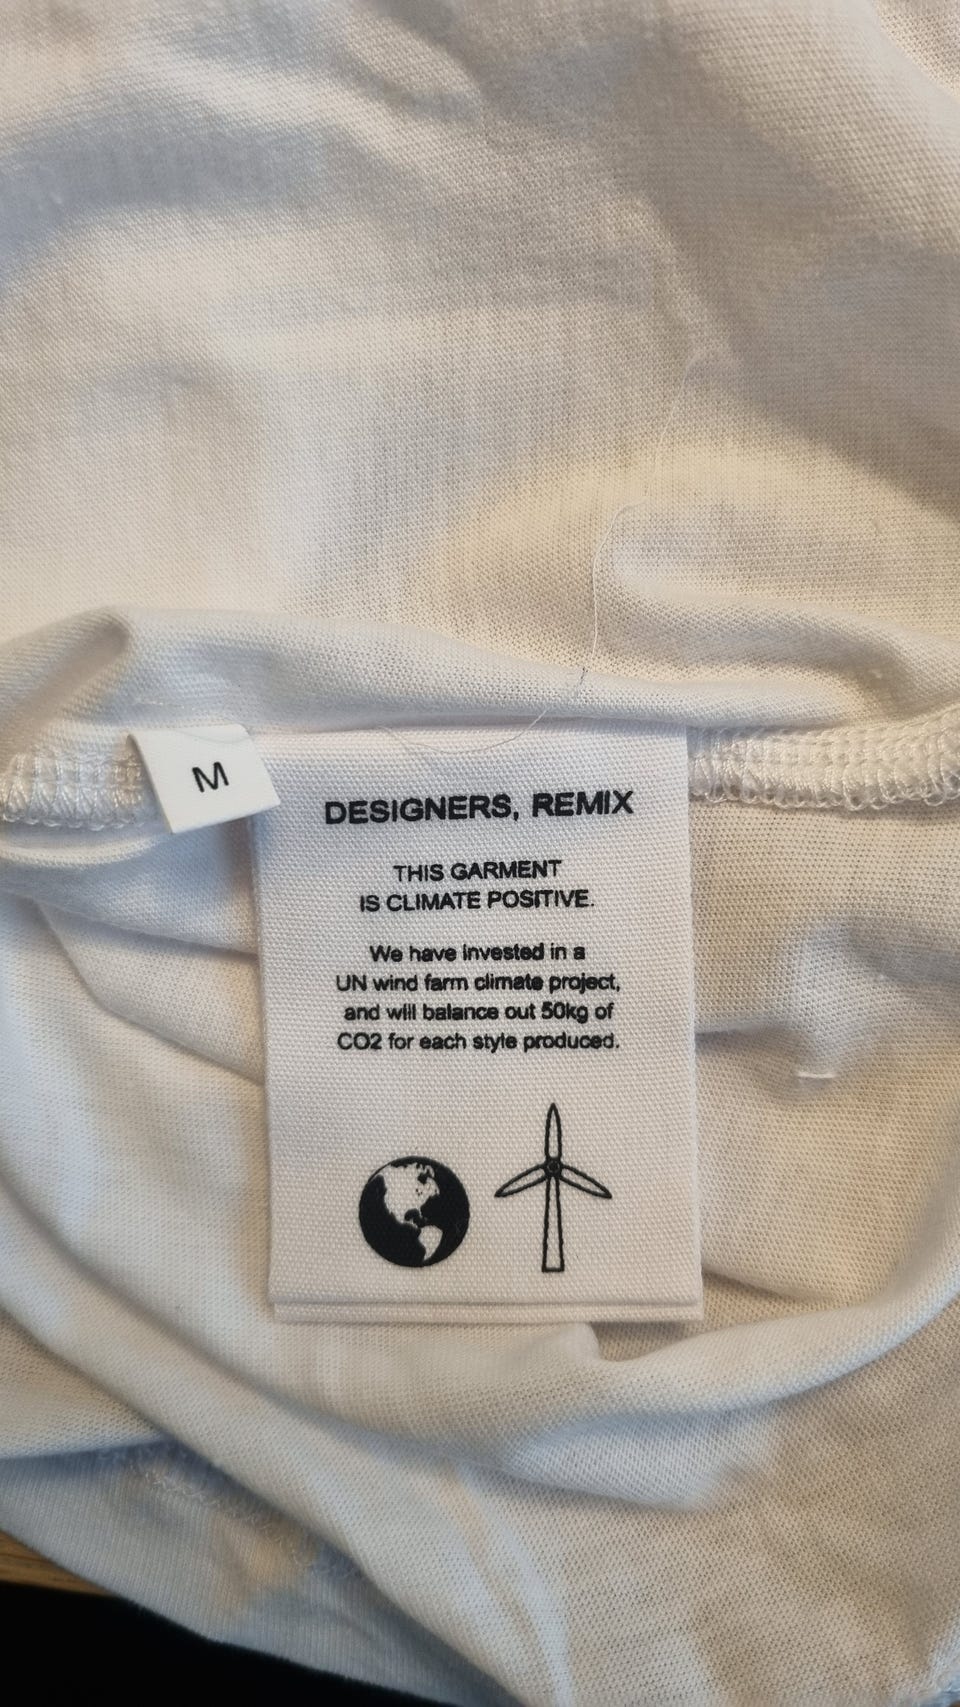 M
DESIGNERS, REMIX
THIS GARMENT
IS CLIMATE POSITIVE.
We have invested in a
UN wind farm climate project,
and will balance out 50kg of
CO2 for each style produced.